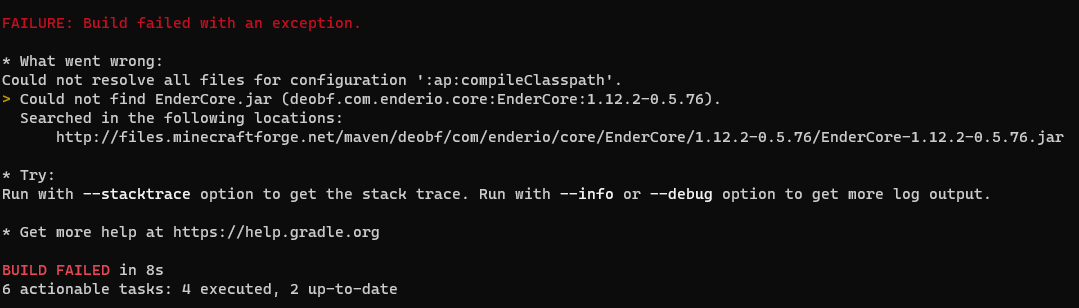 FAILURE: Build failed with an exception.
* What went wrong:
Could not resolve all files for configuration ':ap:compileClasspath'.
> Could not find EnderCore.jar (deobf.com.enderio.core:EnderCore:1.12.2-0.5.76).
Searched in the following locations:
http://files.minecraftforge.net/maven/deobf/com/enderio/core/EnderCore/1.12.2-0.5.76/EnderCore-1.12.2-0.5.76.jar
* Try:
Run with --stacktrace option to get the stack trace. Run with --info or --debug option to get more log output.
* Get more help at https://help.gradle.org
BUILD FAILED in 8s
6 actionable tasks: 4 executed, 2 up-to-date